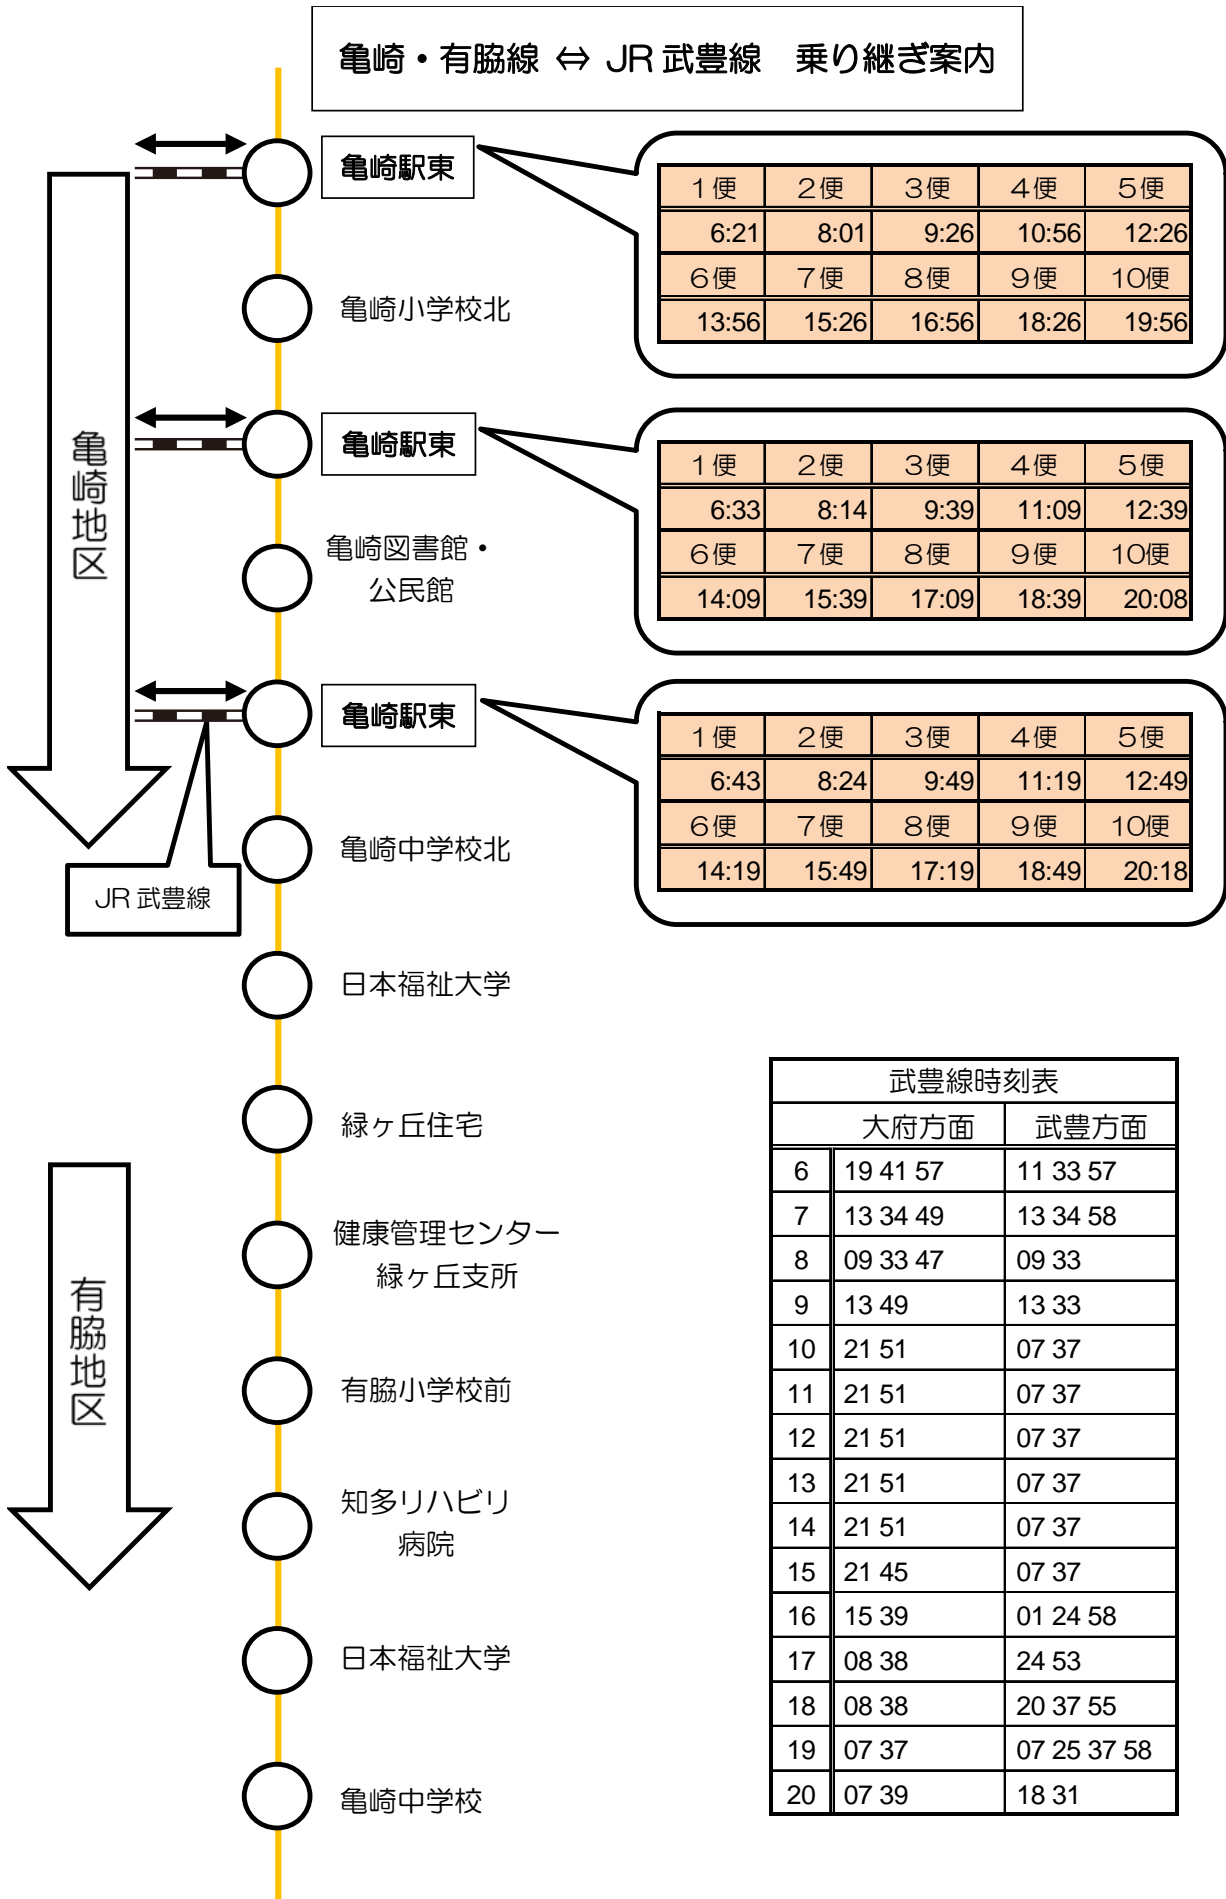 亀崎・有脇線 ⇔ JR 武豊線　乗り継ぎ案内
亀崎駅東
1便 2便 3便 4便 5便
6:21 8:01 9:26 10:56 12:26
6便 7便 8便 9便 10便
13:56 15:26 16:56 18:26 19:56
亀崎小学校北
亀崎駅東
1便 2便 3便 4便 5便
6:33 8:14 9:39 11:09 12:39
6便 7便 8便 9便 10便
14:09 15:39 17:09 18:39 20:08
亀崎地区
亀崎図書館・
公民館
亀崎駅東
1便 2便 3便 4便 5便
6:43 8:24 9:49 11:19 12:49
6便 7便 8便 9便 10便
14:19 15:49 17:19 18:49 20:18
亀崎中学校北
JR 武豊線
日本福祉大学
緑ヶ丘住宅
健康管理センター
緑ヶ丘支所
有脇地区
有脇小学校前
知多リハビリ
病院
日本福祉大学
亀崎中学校
武豊線時刻表
大府方面 武豊方面
6 19 41 57 11 33 57
7 13 34 49 13 34 58
8 09 33 47 09 33
9 13 49 13 33
10 21 51 07 37
11 21 51 07 37
12 21 51 07 37
13 21 51 07 37
14 21 51 07 37
15 21 45 07 37
16 15 39 01 24 58
17 08 38 24 53
18 08 38 20 37 55
19 07 37 07 25 37 58
20 07 39 18 31